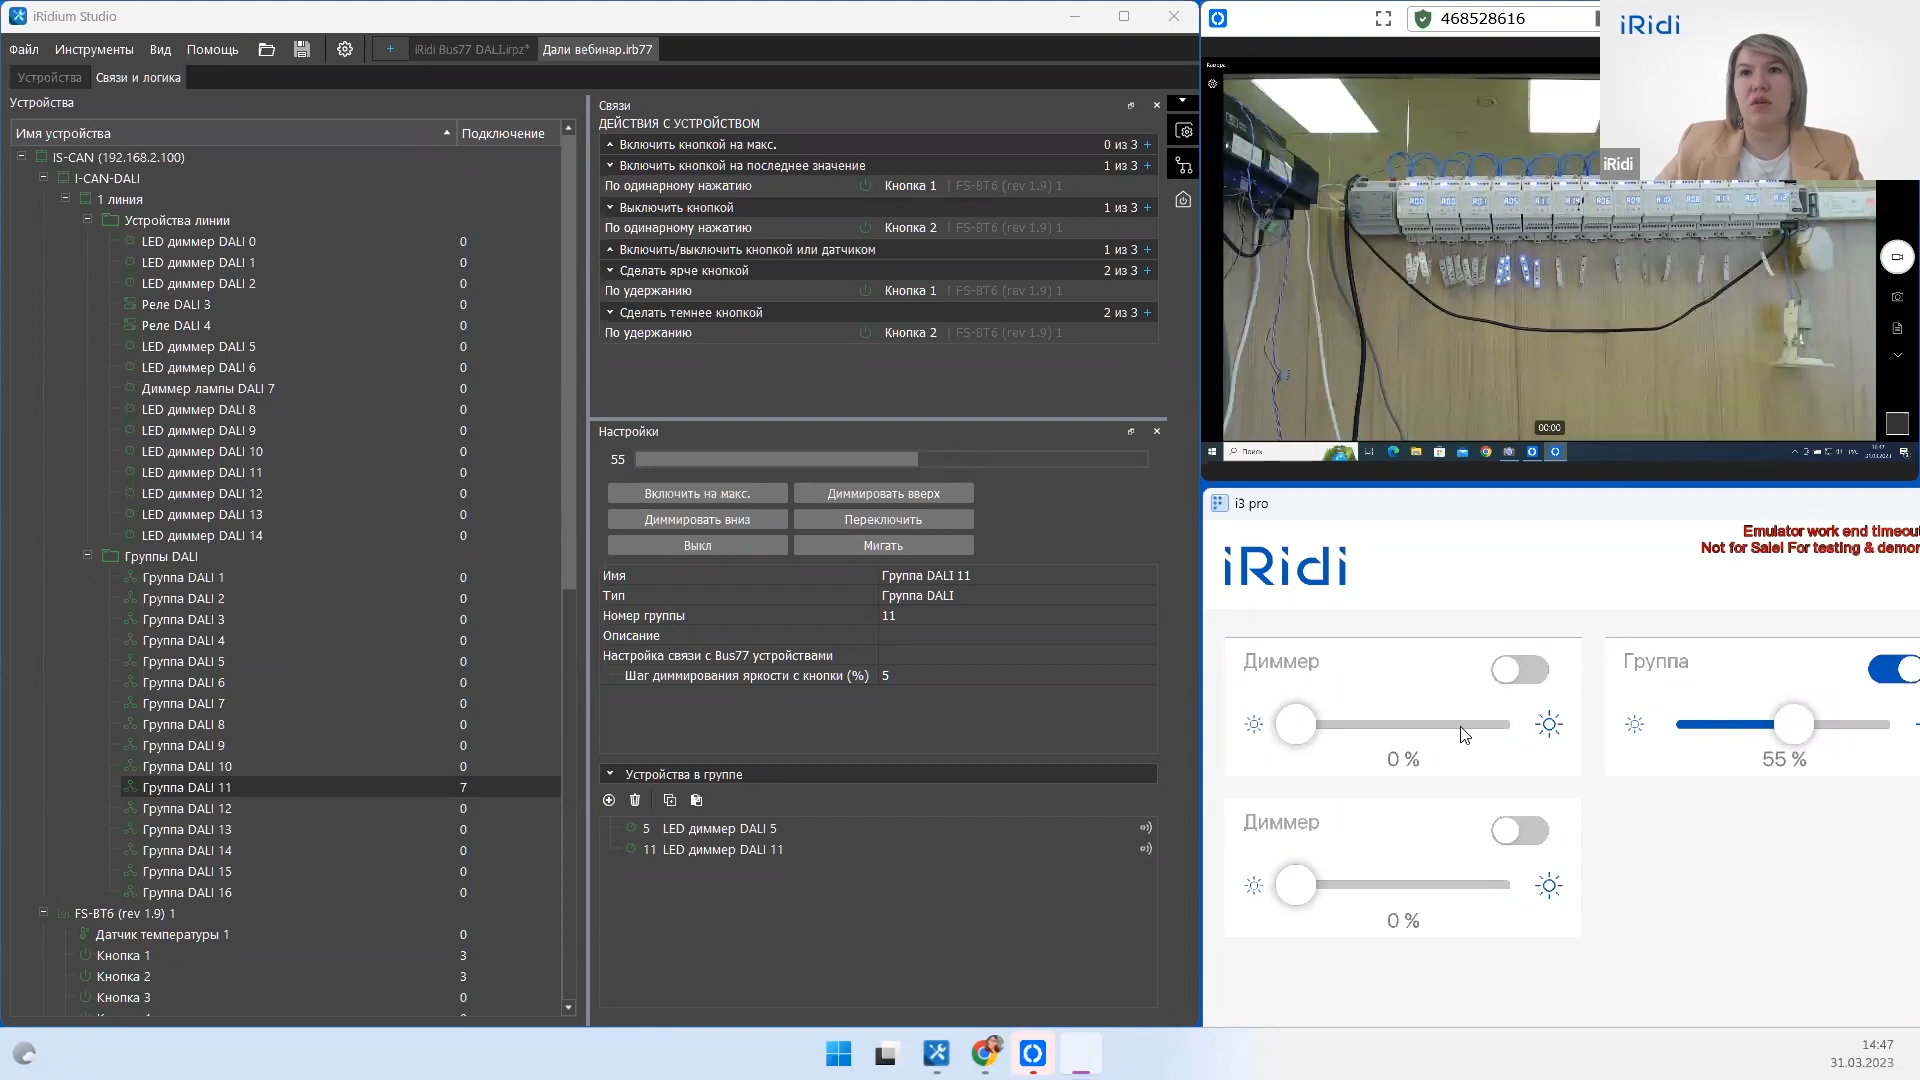 iRidium Studio
Файл Инструменты Вид Помощь
+ iRidi Bus77 DALI.irpz* Дали вебинар.irb77
Устройства Связи и логика
Устройства
Имя устройства Подключение
IS-CAN (192.168.2.100)
I-CAN-DALI
1 линия
Устройства линии
LED диммер DALI 0 0
LED диммер DALI 1 0
LED диммер DALI 2 0
Реле DALI 3 0
Реле DALI 4 0
LED диммер DALI 5 0
LED диммер DALI 6 0
Диммер лампы DALI 7 0
LED диммер DALI 8 0
LED диммер DALI 9 0
LED диммер DALI 10 0
LED диммер DALI 11 0
LED диммер DALI 12 0
LED диммер DALI 13 0
LED диммер DALI 14 0
Группы DALI
Группа DALI 1 0
Группа DALI 2 0
Группа DALI 3 0
Группа DALI 4 0
Группа DALI 5 0
Группа DALI 6 0
Группа DALI 7 0
Группа DALI 8 0
Группа DALI 9 0
Группа DALI 10 0
Группа DALI 11 7
Группа DALI 12 0
Группа DALI 13 0
Группа DALI 14 0
Группа DALI 15 0
Группа DALI 16 0
FS-BT6 (rev 1.9) 1
Датчик температуры 1 0
Кнопка 1 3
Кнопка 2 3
Кнопка 3 0
Связи
ДЕЙСТВИЯ С УСТРОЙСТВОМ
Включить кнопкой на макс. 0 из 3 +
Включить кнопкой на последнее значение 1 из 3 +
По одинарному нажатию Кнопка 1 | FS-BT6 (rev 1.9) 1
Выключить кнопкой 1 из 3 +
По одинарному нажатию Кнопка 2 | FS-BT6 (rev 1.9) 1
Включить/выключить кнопкой или датчиком 1 из 3 +
Сделать ярче кнопкой 2 из 3 +
По удержанию Кнопка 1 | FS-BT6 (rev 1.9) 1
Сделать темнее кнопкой 2 из 3 +
По удержанию Кнопка 2 | FS-BT6 (rev 1.9) 1
Настройки
55
Включить на макс. Диммировать вверх
Диммировать вниз Переключить
Выкл Мигать
Имя Группа DALI 11
Тип Группа DALI
Номер группы 11
Описание
Настройка связи с Bus77 устройствами
Шаг диммирования яркости с кнопки (%) 5
Устройства в группе
5 LED диммер DALI 5
11 LED диммер DALI 11
468528616
Камера
iRidi
iRidi
00:00
Поиск
i3 pro
Emulator work end timeout
Not for Sale! For testing & demon
iRidi
Диммер
0 %
Группа
55 %
Диммер
0 %
14:47
31.03.2023